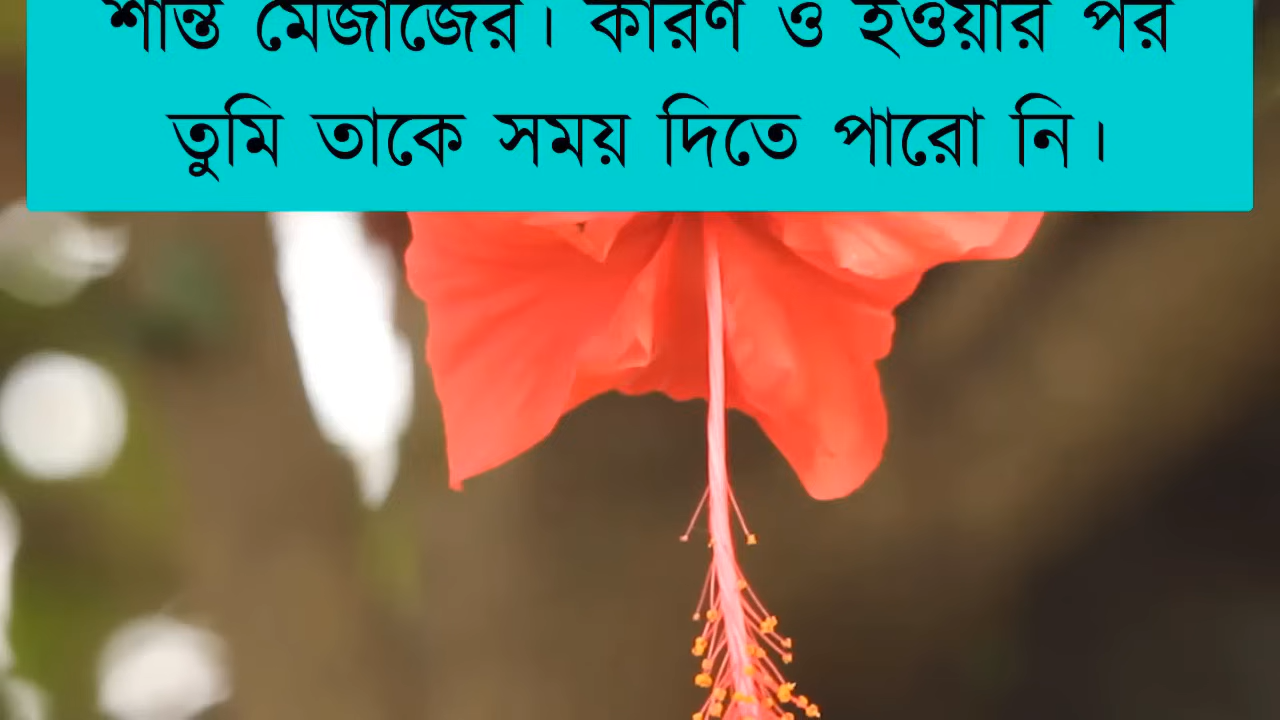 শান্ত মেজাজের। কারণ ও হওয়ার পর
তুমি তাকে সময় দিতে পারো নি।